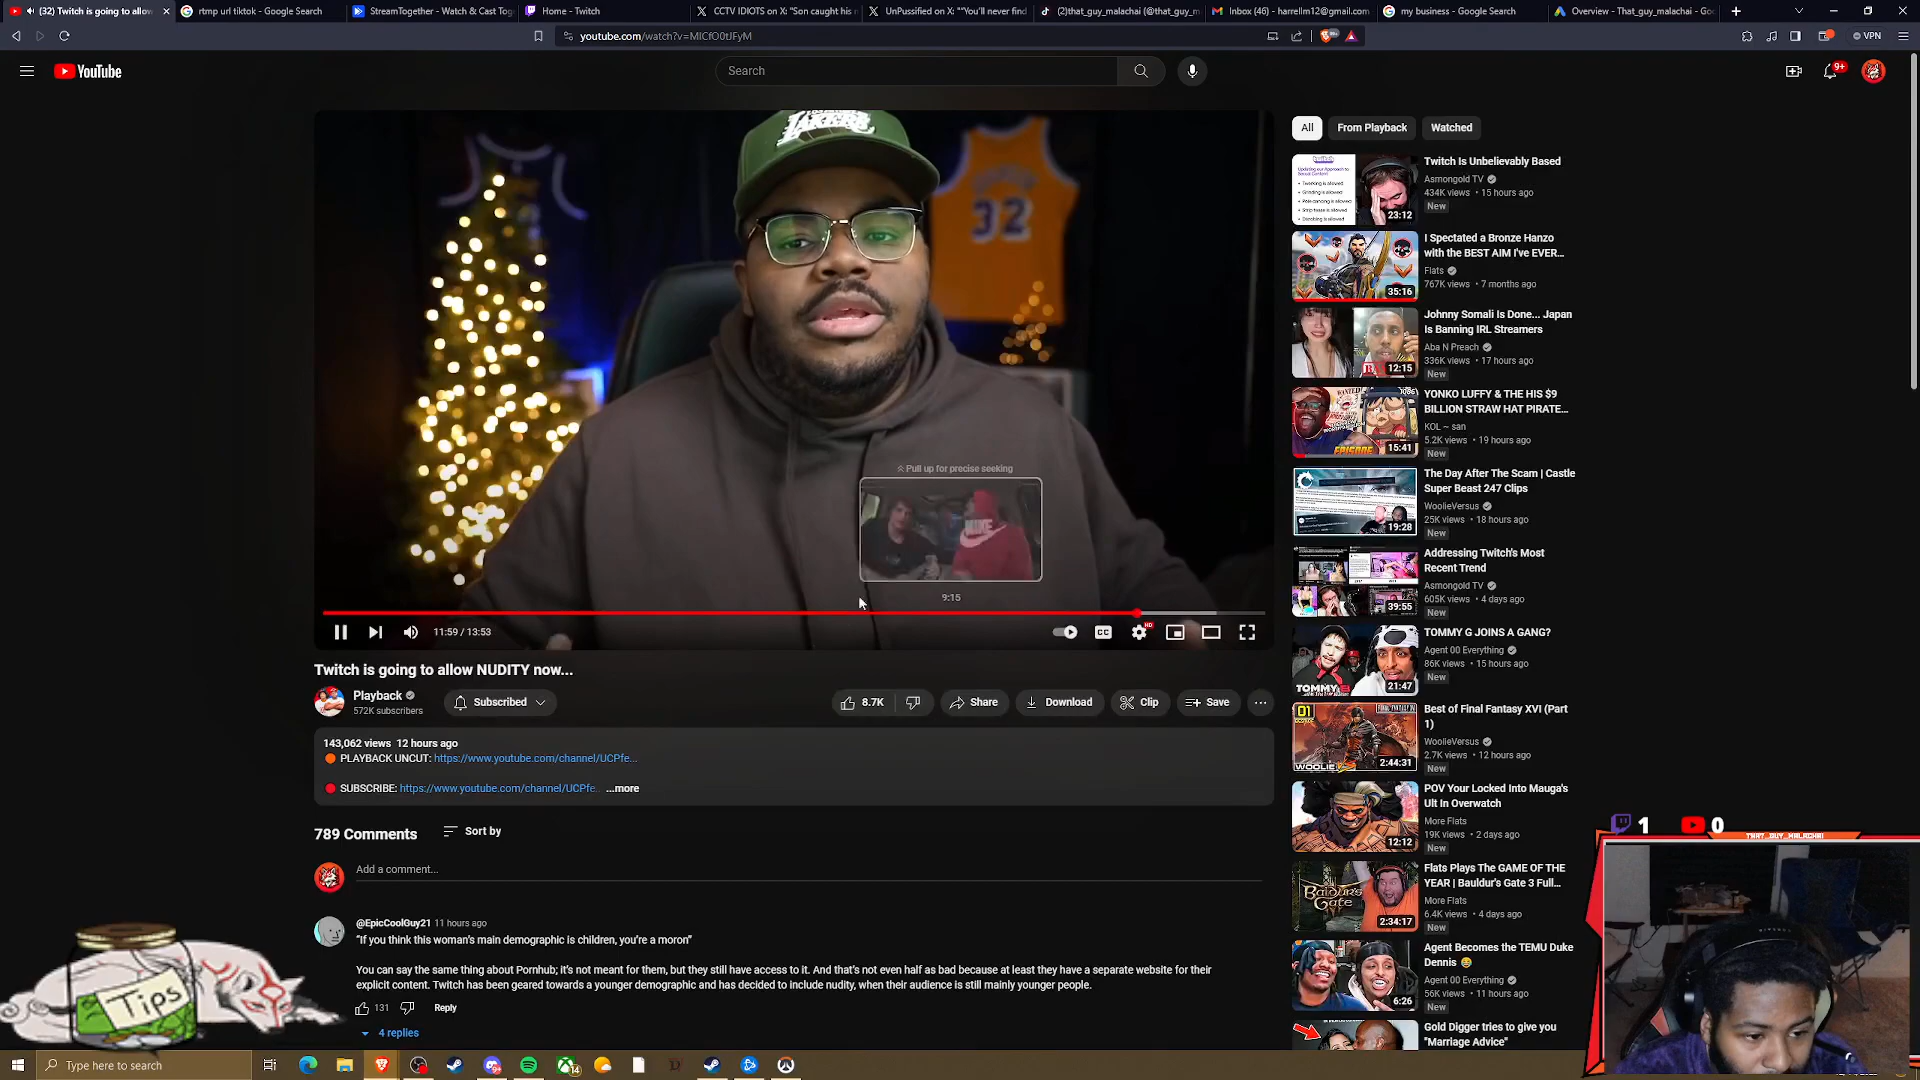 (32) Twitch is going to allow
rtmp url tiktok - Google Search
StreamTogether - Watch & Cast Tog
Home - Twitch
CCTV IDIOTS on X: "Son caught his r
UnPussified on X: ""You'll never find
(2)that_guy_malachai (@that_guy_m
Inbox (46) - harrellm12@gmail.com
my business - Google Search
Overview - That_guy_malachai - Go
youtube.com/watch?v=MlCfO0tJFyM
99+
VPN
YouTube
Search
9+
LAKERS
32
NIKE
Pull up for precise seeking
9:15
11:59 / 13:53
CC
HD
Twitch is going to allow NUDITY now...
Playback
572K subscribers
Subscribed
8.7K
Share
Download
Clip
Save
143,062 views 12 hours ago
PLAYBACK UNCUT: https://www.youtube.com/channel/UCPfe...
SUBSCRIBE: https://www.youtube.com/channel/UCPfe... ...more
789 Comments
Sort by
Add a comment...
@EpicCoolGuy21 11 hours ago
“If you think this woman’s main demographic is children, you’re a moron”
You can say the same thing about Pornhub; it’s not meant for them, but they still have access to it. And that’s not even half as bad because at least they have a separate website for their
explicit content. Twitch has been geared towards a younger demographic and has decided to include nudity, when their audience is still mainly younger people.
131
Reply
4 replies
All
From Playback
Watched
23:12
Twitch Is Unbelievably Based
Asmongold TV
434K views • 15 hours ago
New
35:16
I Spectated a Bronze Hanzo
with the BEST AIM I've EVER...
Flats
767K views • 7 months ago
12:15
Johnny Somali Is Done... Japan
Is Banning IRL Streamers
Aba N Preach
336K views • 17 hours ago
New
WANTED
EPISODE
15:41
YONKO LUFFY & THE HIS $9
BILLION STRAW HAT PIRATE...
KOL ~ san
5.2K views • 19 hours ago
New
19:28
The Day After The Scam | Castle
Super Beast 247 Clips
WoolieVersus
25K views • 18 hours ago
New
39:55
Addressing Twitch's Most
Recent Trend
Asmongold TV
605K views • 4 days ago
New
TOMMY
21:47
TOMMY G JOINS A GANG?
Agent 00 Everything
86K views • 15 hours ago
New
01
WOOLIE
2:44:31
Best of Final Fantasy XVI (Part
1)
WoolieVersus
2.7K views • 12 hours ago
New
12:12
POV Your Locked Into Mauga's
Ult In Overwatch
More Flats
19K views • 2 days ago
New
BALDUR'S GATE
2:34:17
Flats Plays The GAME OF THE
YEAR | Bauldur's Gate 3 Full...
More Flats
6.4K views • 4 days ago
New
6:26
Agent Becomes the TEMU Duke
Dennis
Agent 00 Everything
56K views • 11 hours ago
New
Gold Digger tries to give you
"Marriage Advice"
1
0
THAT_GUY_MALACHAI
Tips
Type here to search
9+
14